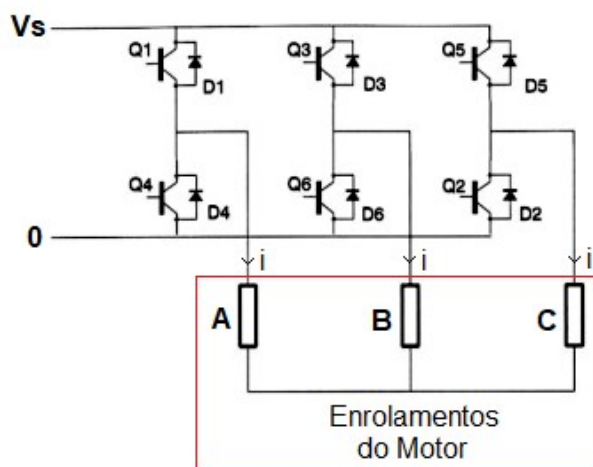 Vs
Q1
D1
Q3
D3
Q5
D5
Q4
D4
Q6
D6
Q2
D2
0
i
i
i
A
B
C
Enrolamentos
do Motor